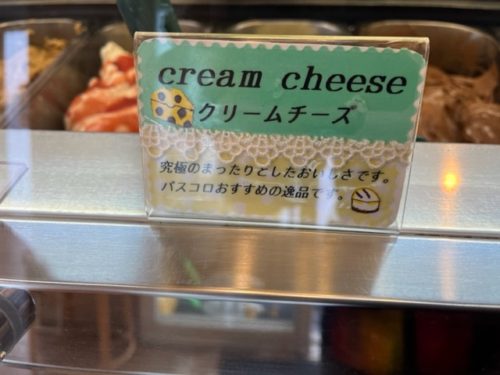 cream cheese
クリームチーズ
究極のまったりとしたおいしさです。
バスコロおすすめの逸品です。